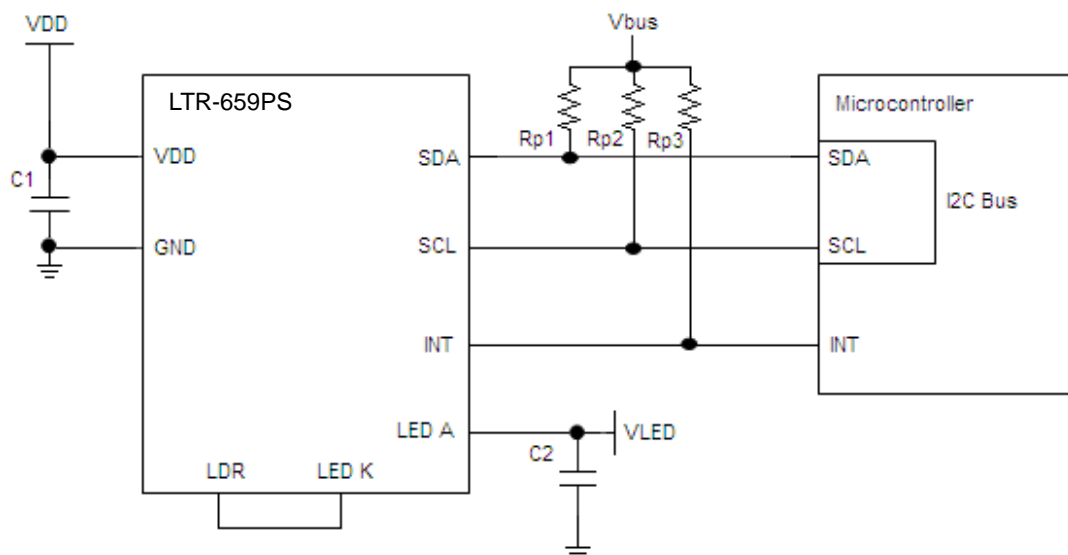 VDD
Vbus
LTR-659PS
Microcontroller
Rp1
Rp2
Rp3
VDD
SDA
SDA
C1
I2C Bus
GND
SCL
SCL
INT
INT
LED A
VLED
C2
LDR
LED K